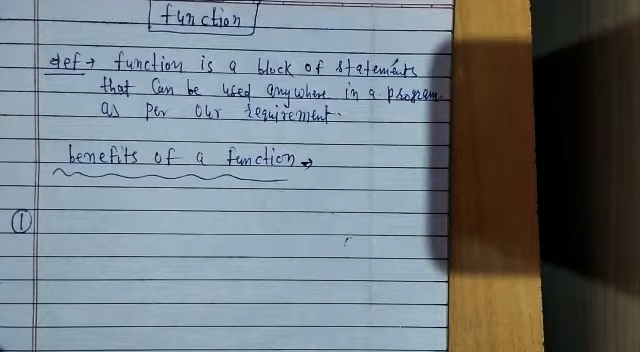 function
def → function is a block of statements
that can be used anywhere in a program
as per our requirement.
benefits of a function →
①